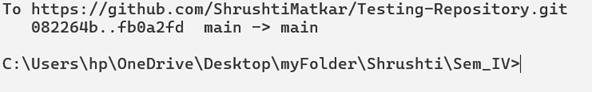 To https://github.com/ShrushtiMatkar/Testing-Repository.git
082264b..fb0a2fd  main -> main
C:\Users\hp\OneDrive\Desktop\myFolder\Shrushti\Sem_IV>